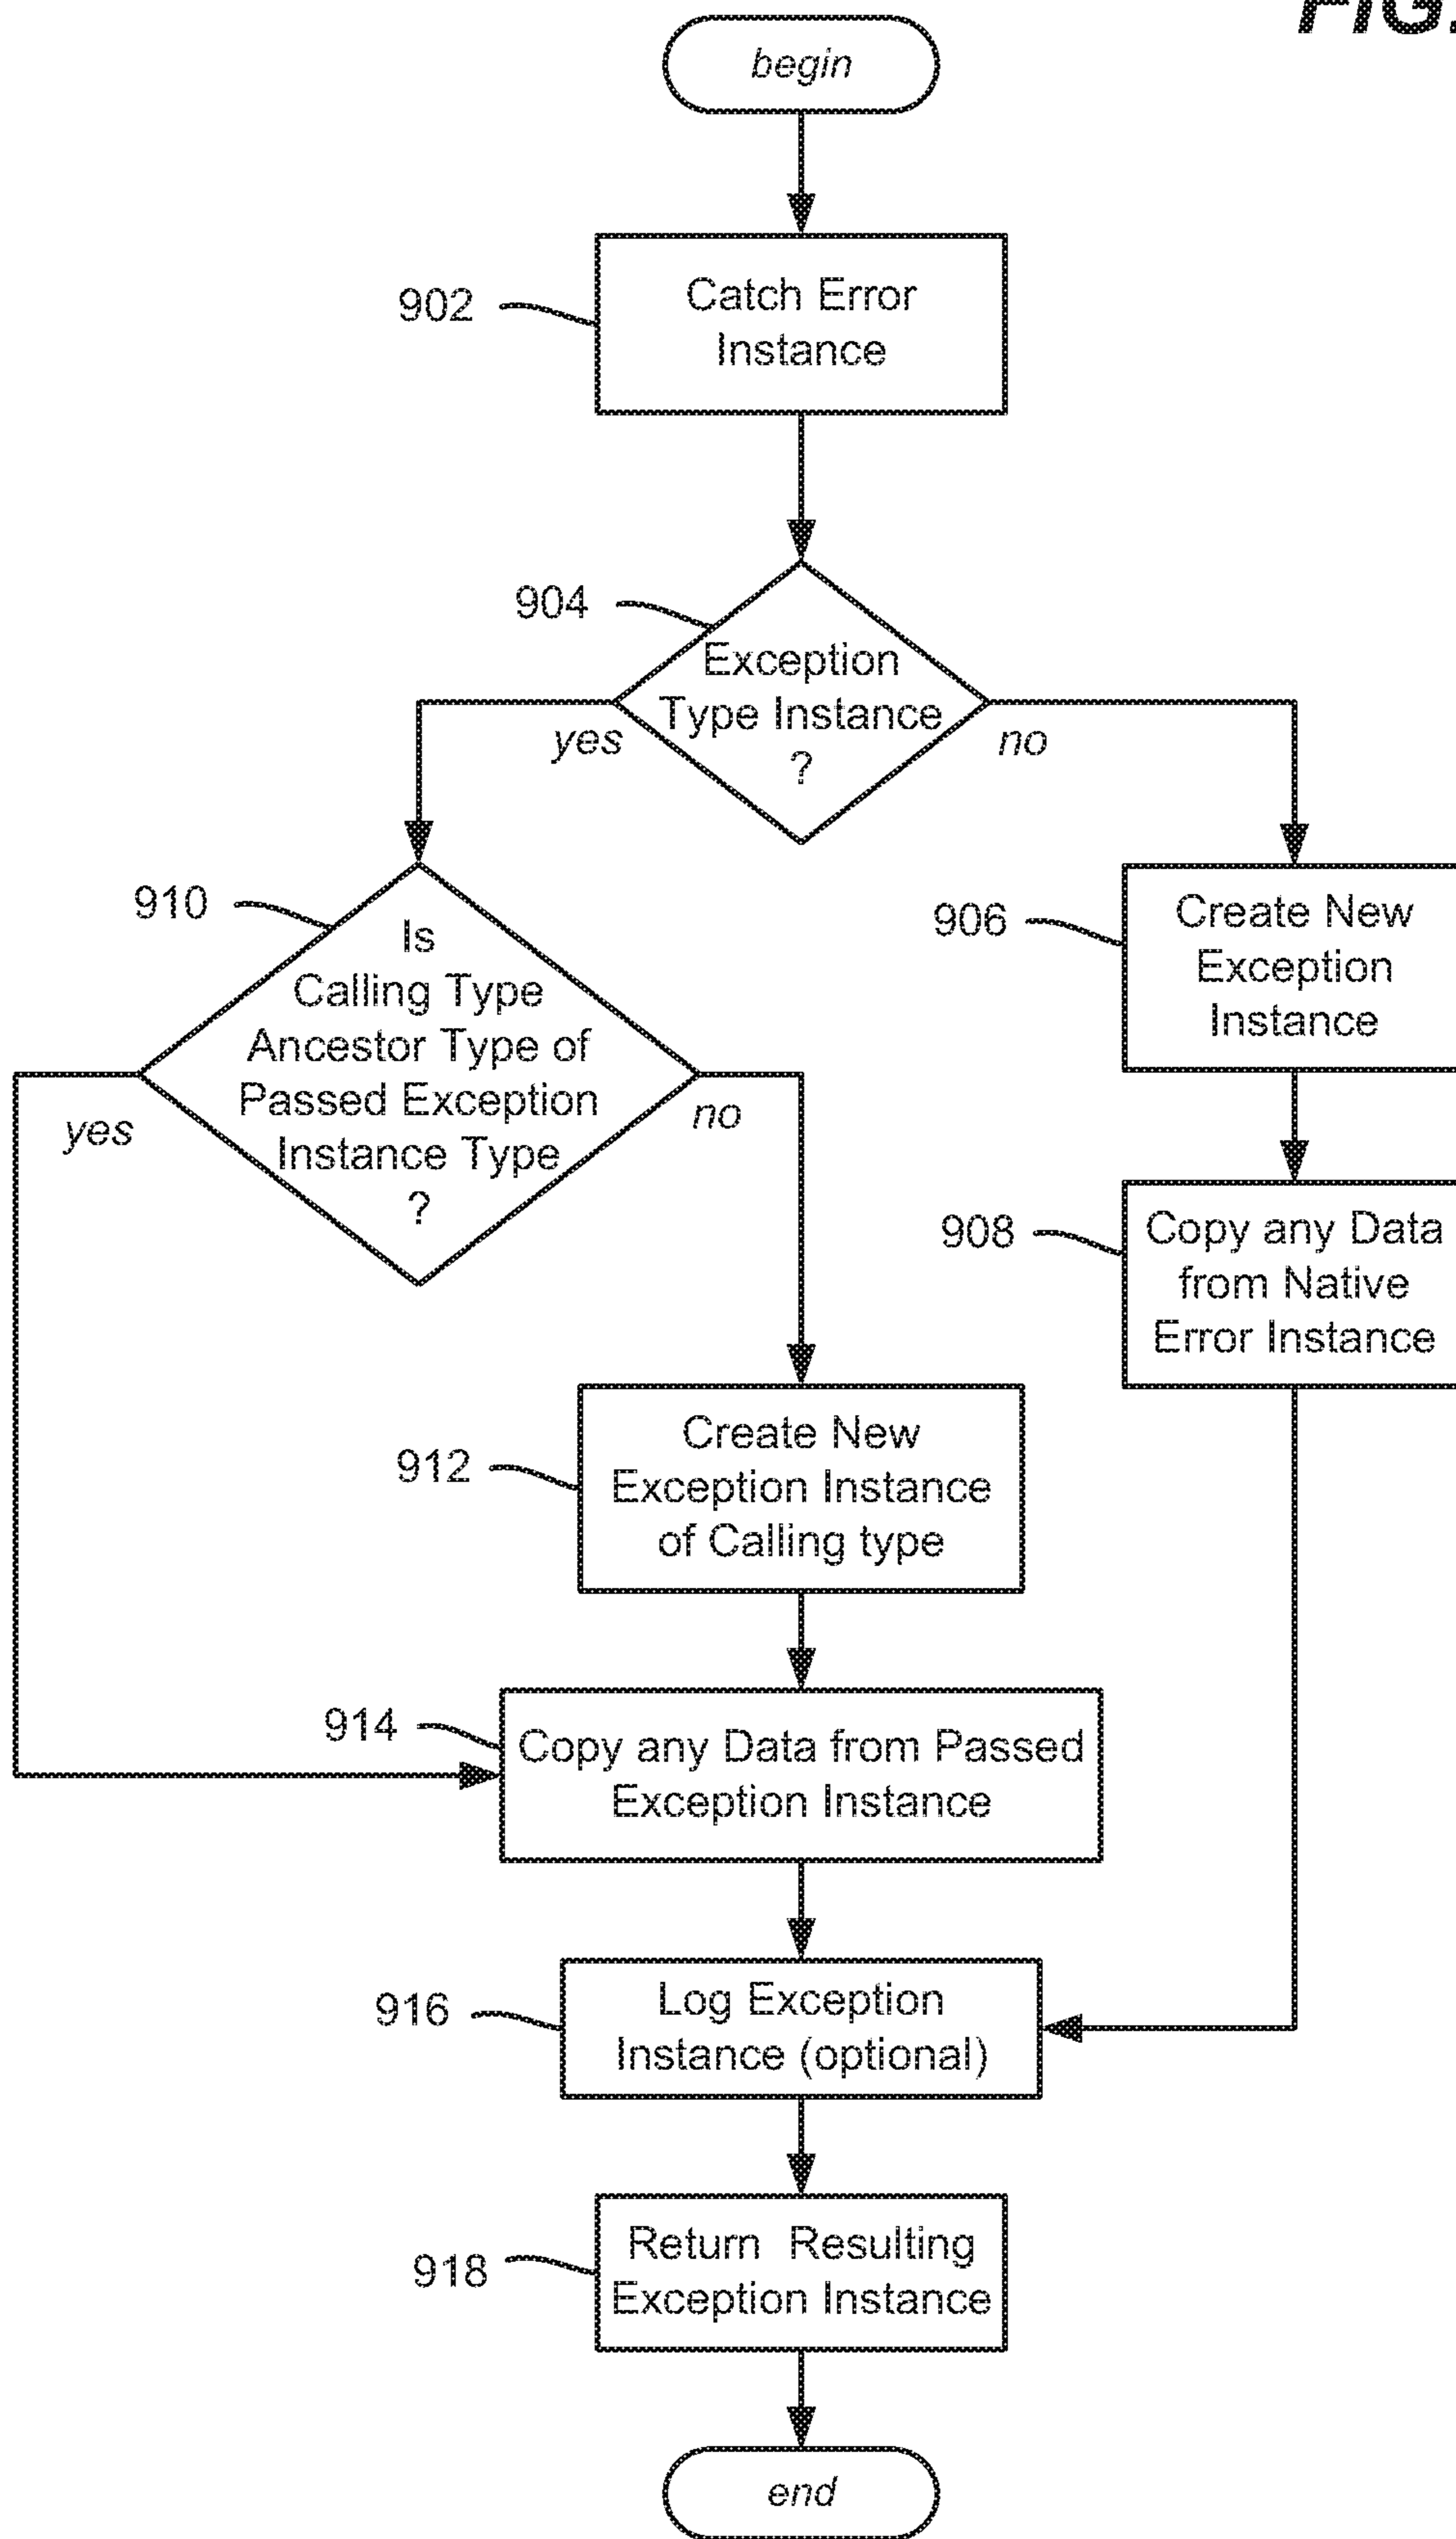 FIG.
begin
902
Catch Error
Instance
904
Exception
Type Instance
?
yes
no
910
Is
Calling Type
Ancestor Type of
Passed Exception
Instance Type
?
yes
no
906
Create New
Exception
Instance
908
Copy any Data
from Native
Error Instance
912
Create New
Exception Instance
of Calling type
914
Copy any Data from Passed
Exception Instance
916
Log Exception
Instance (optional)
918
Return Resulting
Exception Instance
end